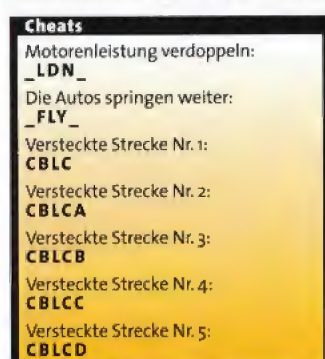 Cheats
Motorenleistung verdoppeln:
_LDN_
Die Autos springen weiter:
_FLY_
Versteckte Strecke Nr. 1:
CBLC
Versteckte Strecke Nr. 2:
CBLCA
Versteckte Strecke Nr. 3:
CBLCB
Versteckte Strecke Nr. 4:
CBLCC
Versteckte Strecke Nr. 5:
CBLCD